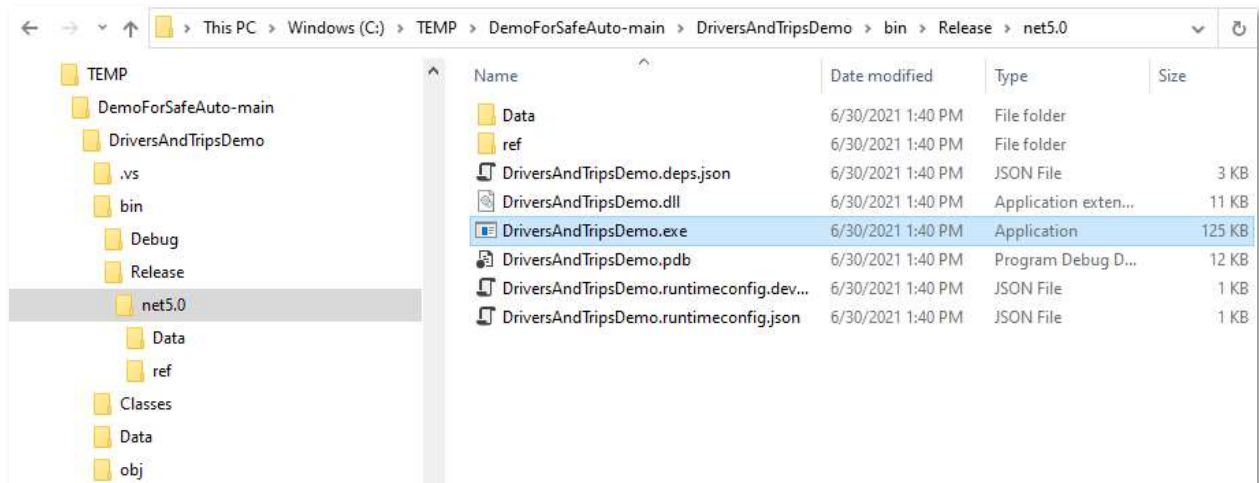 This PC > Windows (C:) > TEMP > DemoForSafeAuto-main > DriversAndTripsDemo > bin > Release > net5.0
TEMP
DemoForSafeAuto-main
DriversAndTripsDemo
.vs
bin
Debug
Release
net5.0
Data
ref
Classes
Data
obj
Name Date modified Type Size
Data 6/30/2021 1:40 PM File folder
ref 6/30/2021 1:40 PM File folder
DriversAndTripsDemo.deps.json 6/30/2021 1:40 PM JSON File 3 KB
DriversAndTripsDemo.dll 6/30/2021 1:40 PM Application exten... 11 KB
DriversAndTripsDemo.exe 6/30/2021 1:40 PM Application 125 KB
DriversAndTripsDemo.pdb 6/30/2021 1:40 PM Program Debug D... 12 KB
DriversAndTripsDemo.runtimeconfig.dev... 6/30/2021 1:40 PM JSON File 1 KB
DriversAndTripsDemo.runtimeconfig.json 6/30/2021 1:40 PM JSON File 1 KB